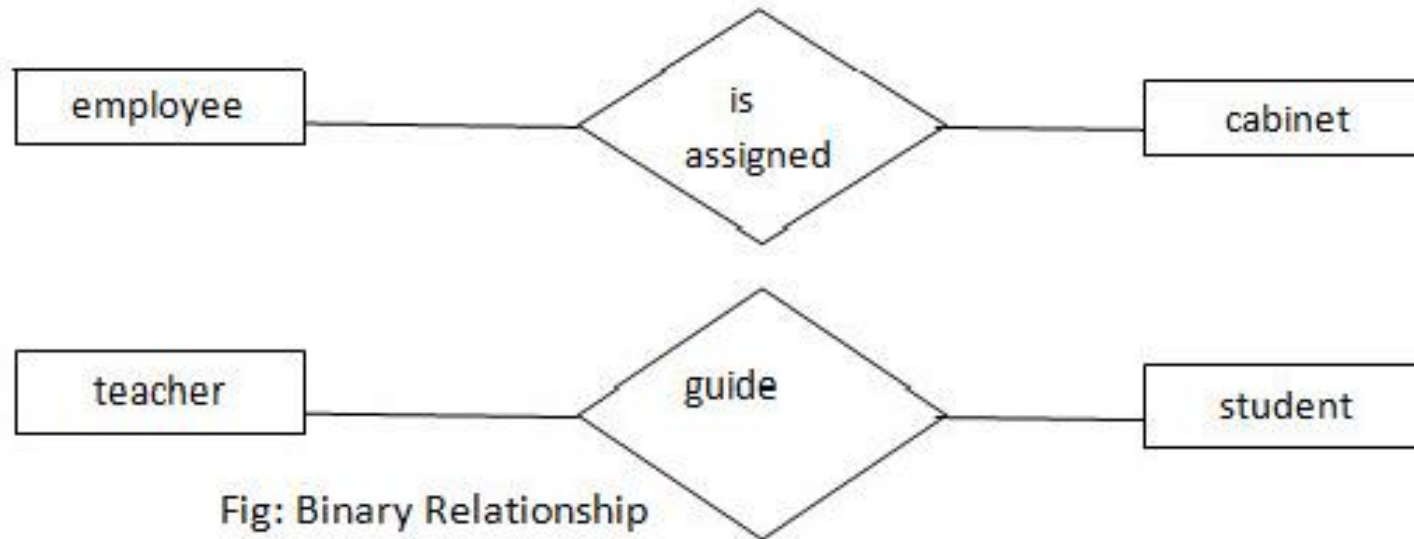 employee
is
assigned
cabinet
teacher
guide
student
Fig: Binary Relationship